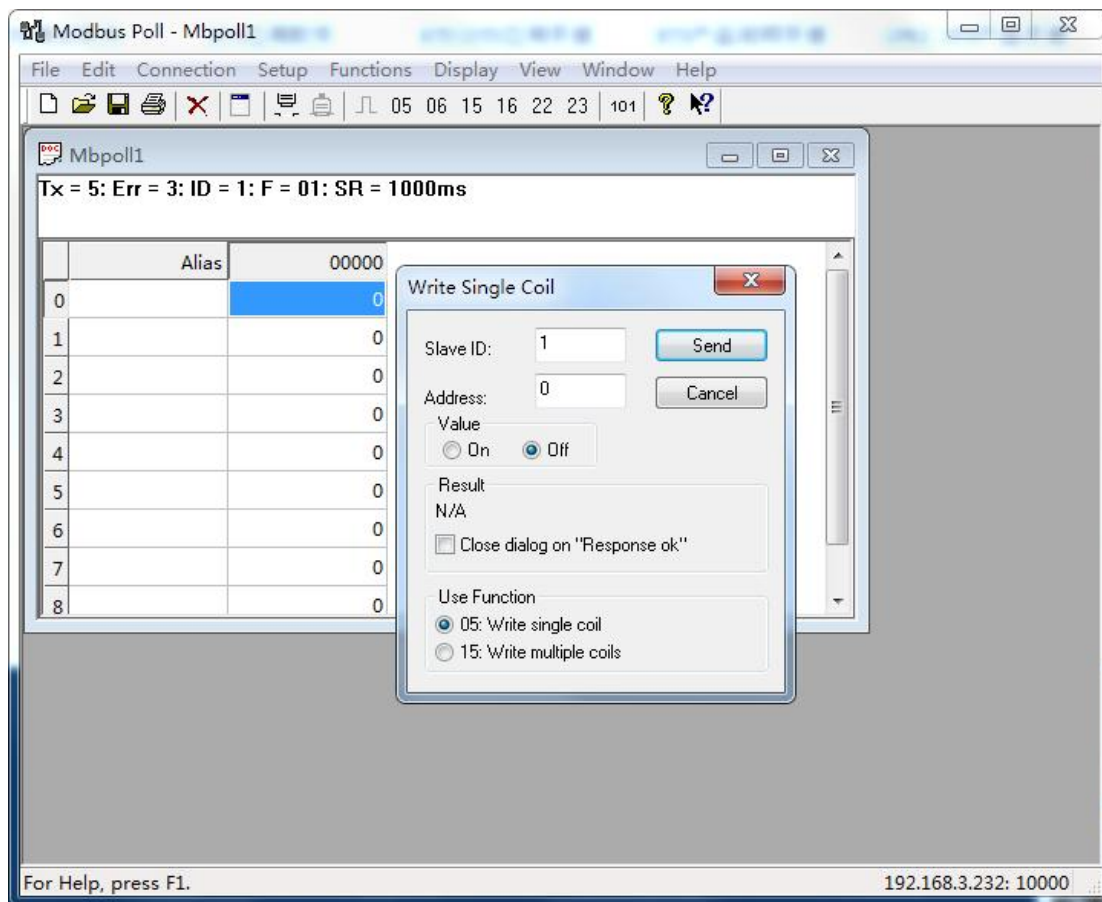 Modbus Poll - Mbpoll1
File Edit Connection Setup Functions Display View Window Help
05 06 15 16 22 23 101
Mbpoll1
Tx = 5: Err = 3: ID = 1: F = 01: SR = 1000ms
Alias 00000
0 0
1 0
2 0
3 0
4 0
5 0
6 0
7 0
8 0
Write Single Coil
Slave ID: 1 Send
Address: 0 Cancel
Value
On Off
Result
N/A
Close dialog on "Response ok"
Use Function
05: Write single coil
15: Write multiple coils
For Help, press F1. 192.168.3.232: 10000